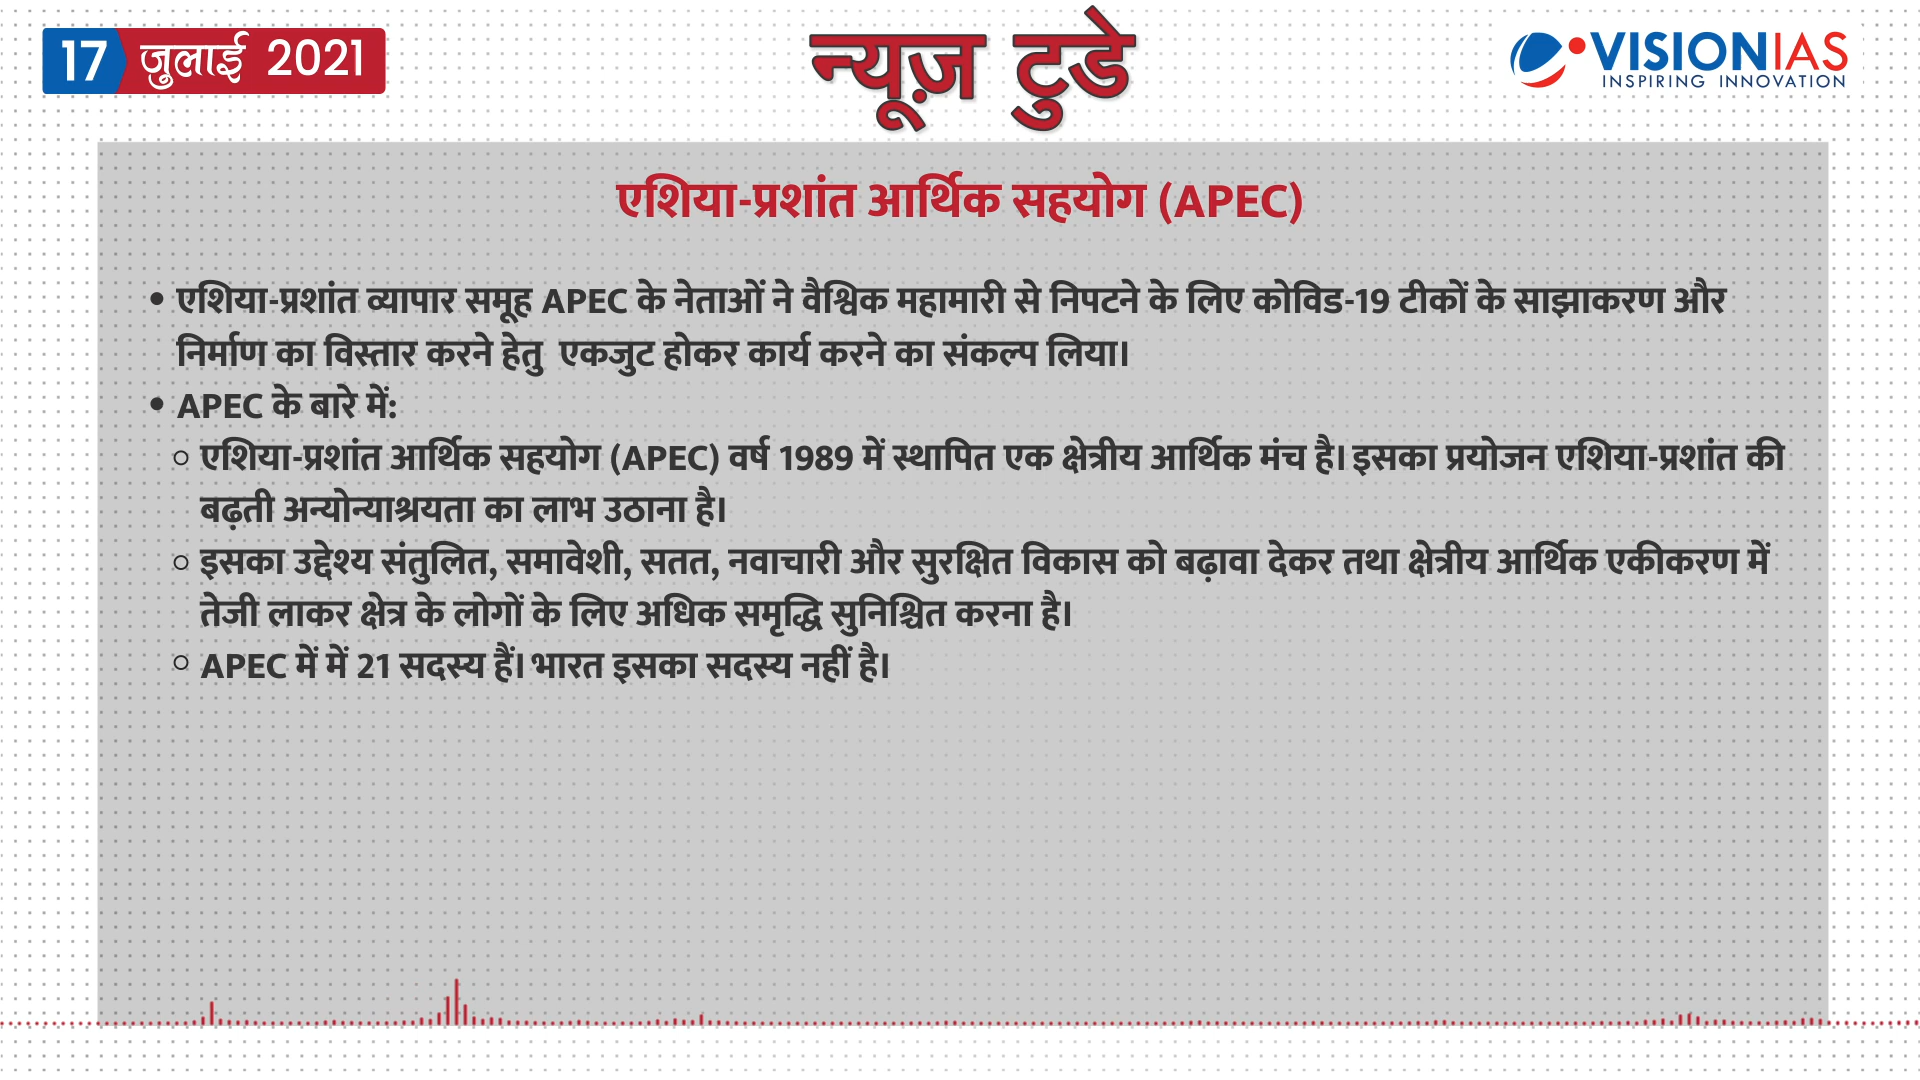 17 जुलाई 2021
न्यूज़ टुडे
VISIONIAS
INSPIRING INNOVATION
एशिया-प्रशांत आर्थिक सहयोग (APEC)
• एशिया-प्रशांत व्यापार समूह APEC के नेताओं ने वैश्विक महामारी से निपटने के लिए कोविड-19 टीकों के साझाकरण और
निर्माण का विस्तार करने हेतु एकजुट होकर कार्य करने का संकल्प लिया।
• APEC के बारे में:
○ एशिया-प्रशांत आर्थिक सहयोग (APEC) वर्ष 1989 में स्थापित एक क्षेत्रीय आर्थिक मंच है। इसका प्रयोजन एशिया-प्रशांत की
बढ़ती अन्योन्याश्रयता का लाभ उठाना है।
○ इसका उद्देश्य संतुलित, समावेशी, सतत, नवाचारी और सुरक्षित विकास को बढ़ावा देकर तथा क्षेत्रीय आर्थिक एकीकरण में
तेजी लाकर क्षेत्र के लोगों के लिए अधिक समृद्धि सुनिश्चित करना है।
○ APEC में में 21 सदस्य हैं। भारत इसका सदस्य नहीं है।